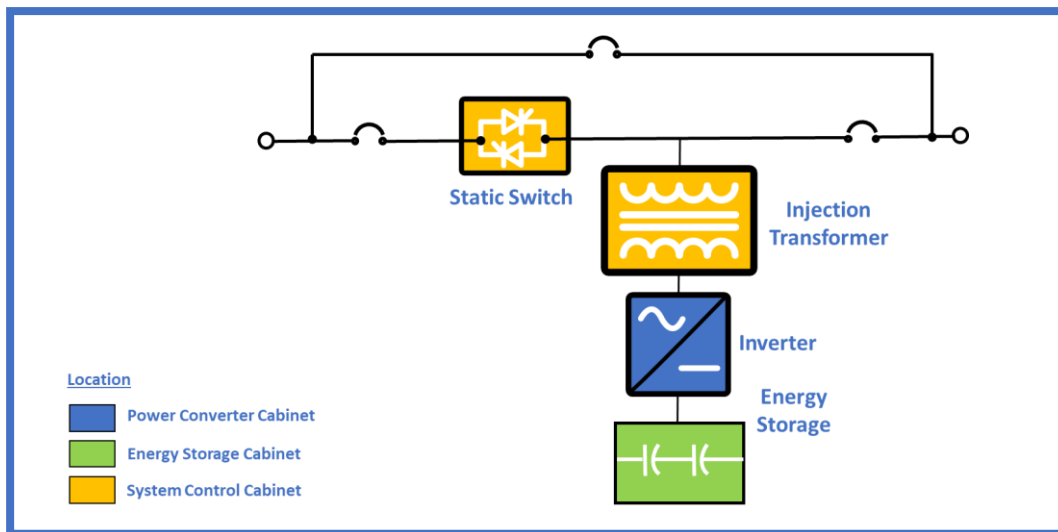 Static Switch
Injection
Transformer
Inverter
Energy
Storage
Location
Power Converter Cabinet
Energy Storage Cabinet
System Control Cabinet